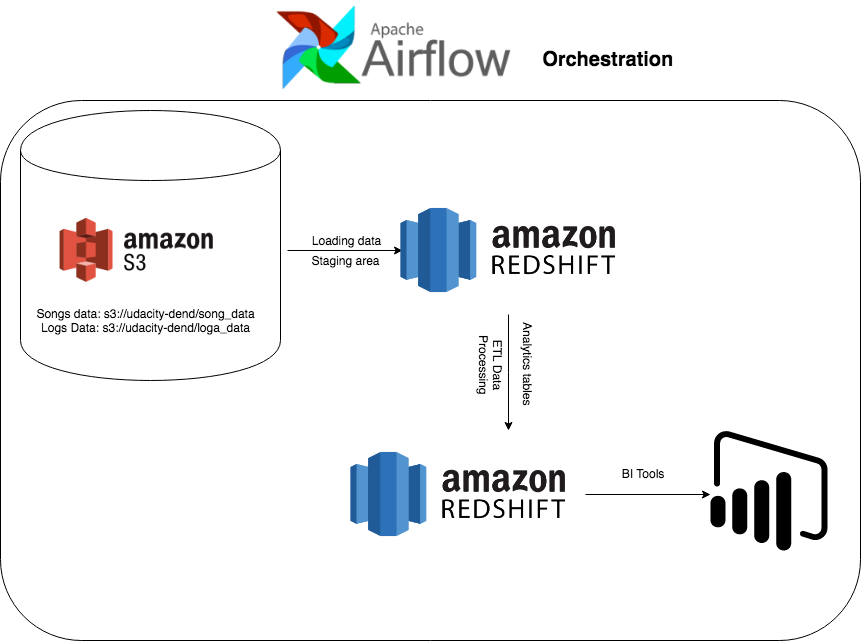 Apache
Airflow
Orchestration
amazon
S3
Songs data: s3://udacity-dend/song_data
Logs Data: s3://udacity-dend/loga_data
Loading data
Staging area
amazon
REDSHIFT
Analytics tables
ETL Data
Processing
amazon
REDSHIFT
BI Tools